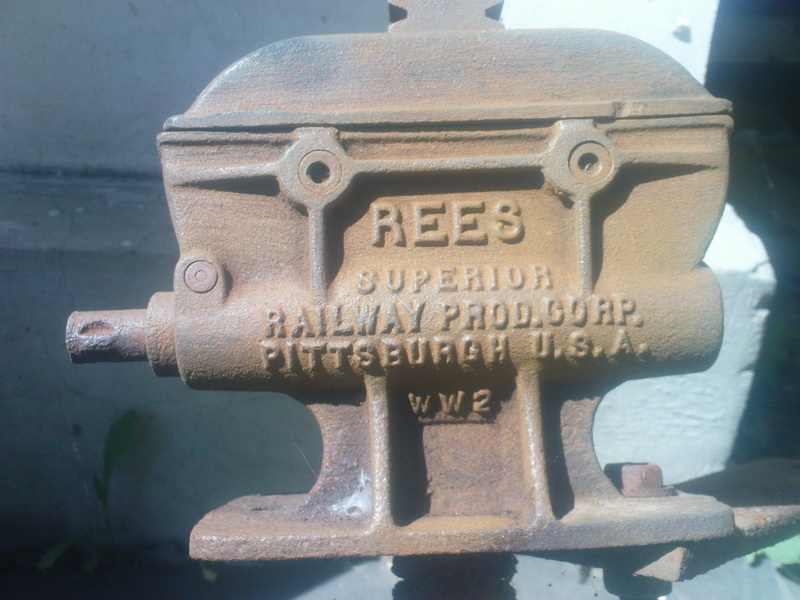 REES
SUPERIOR
RAILWAY PROD. CORP.
PITTSBURGH U.S.A.
WW2